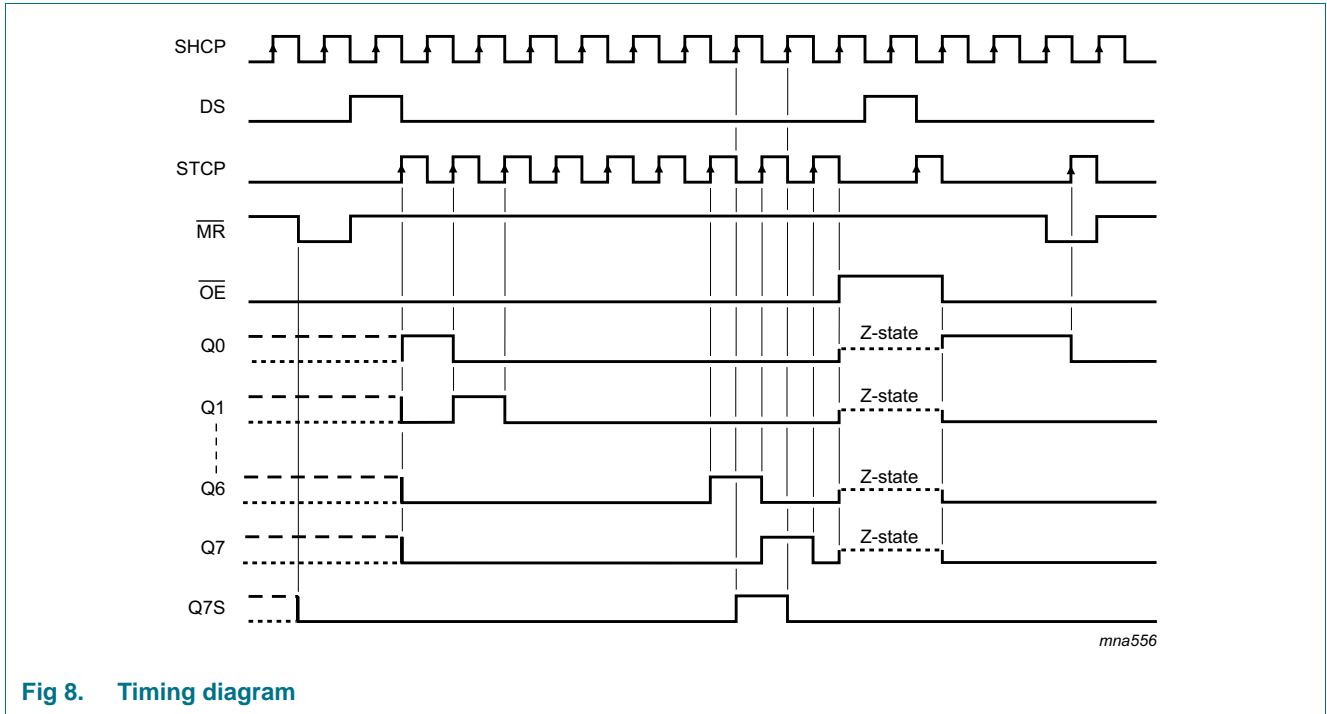 SHCP
DS
STCP
MR
OE
Z-state
Q0
Z-state
Q1
Z-state
Q6
Z-state
Q7
Q7S
mna556
Fig 8. Timing diagram